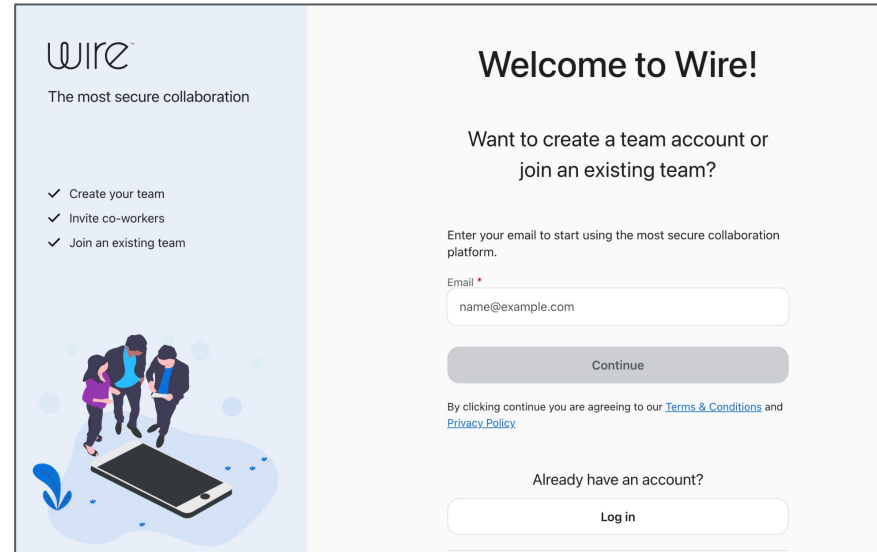 wire™
The most secure collaboration
Create your team
Invite co-workers
Join an existing team
Welcome to Wire!
Want to create a team account or
join an existing team?
Enter your email to start using the most secure collaboration
platform.
Email *
name@example.com
Continue
By clicking continue you are agreeing to our Terms & Conditions and
Privacy Policy
Already have an account?
Log in